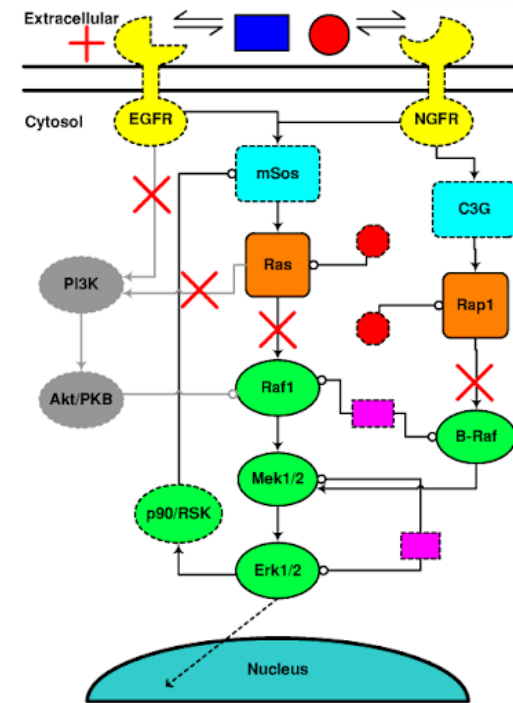 Extracellular
EGFR
NGFR
Cytosol
mSos
C3G
PI3K
Ras
Rap1
Akt/PKB
Raf1
B-Raf
Mek1/2
p90/RSK
Erk1/2
Nucleus